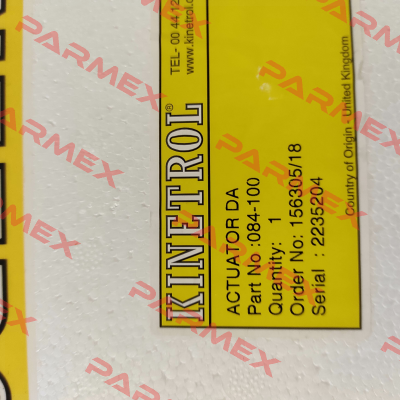 KINETROL®
TEL- 00 44 12
www.kinetrol.
ACTUATOR DA
Part No :084-100
Quantity: 1
Order No: 156305/18
Serial : 2235204
Country of Origin - United Kingdom
PARMEX
PARMEX
PARMEX
PARMEX
PARMEX
PARMEX
PARMEX